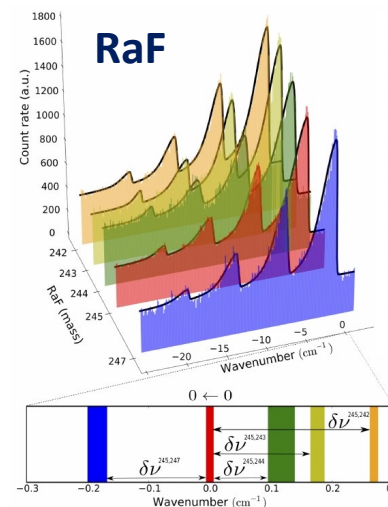 RaF
1800
1600
1400
1200
1000
800
600
400
200
0
Count rate (a.u.)
242
243
244
245
247
RaF (mass)
−20
−15
−10
−5
0
Wavenumber (cm⁻¹)
0 ← 0
δν²⁴⁵,²⁴²
δν²⁴⁵,²⁴³
δν²⁴⁵,²⁴⁷
δν²⁴⁵,²⁴⁴
−0.3 −0.2 −0.1 0.0 0.1 0.2
Wavenumber (cm⁻¹)